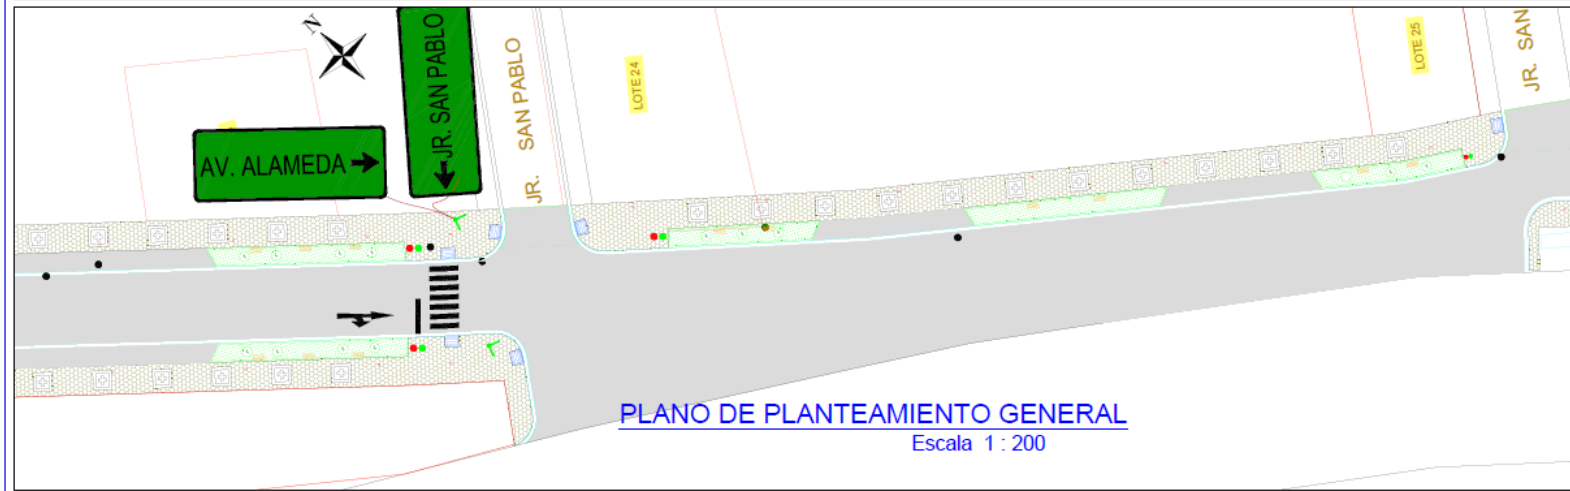 N
AV. ALAMEDA
JR. SAN PABLO
JR. SAN PABLO
LOTE 24
LOTE 25
JR. SAN
PLANO DE PLANTEAMIENTO GENERAL
Escala 1 : 200